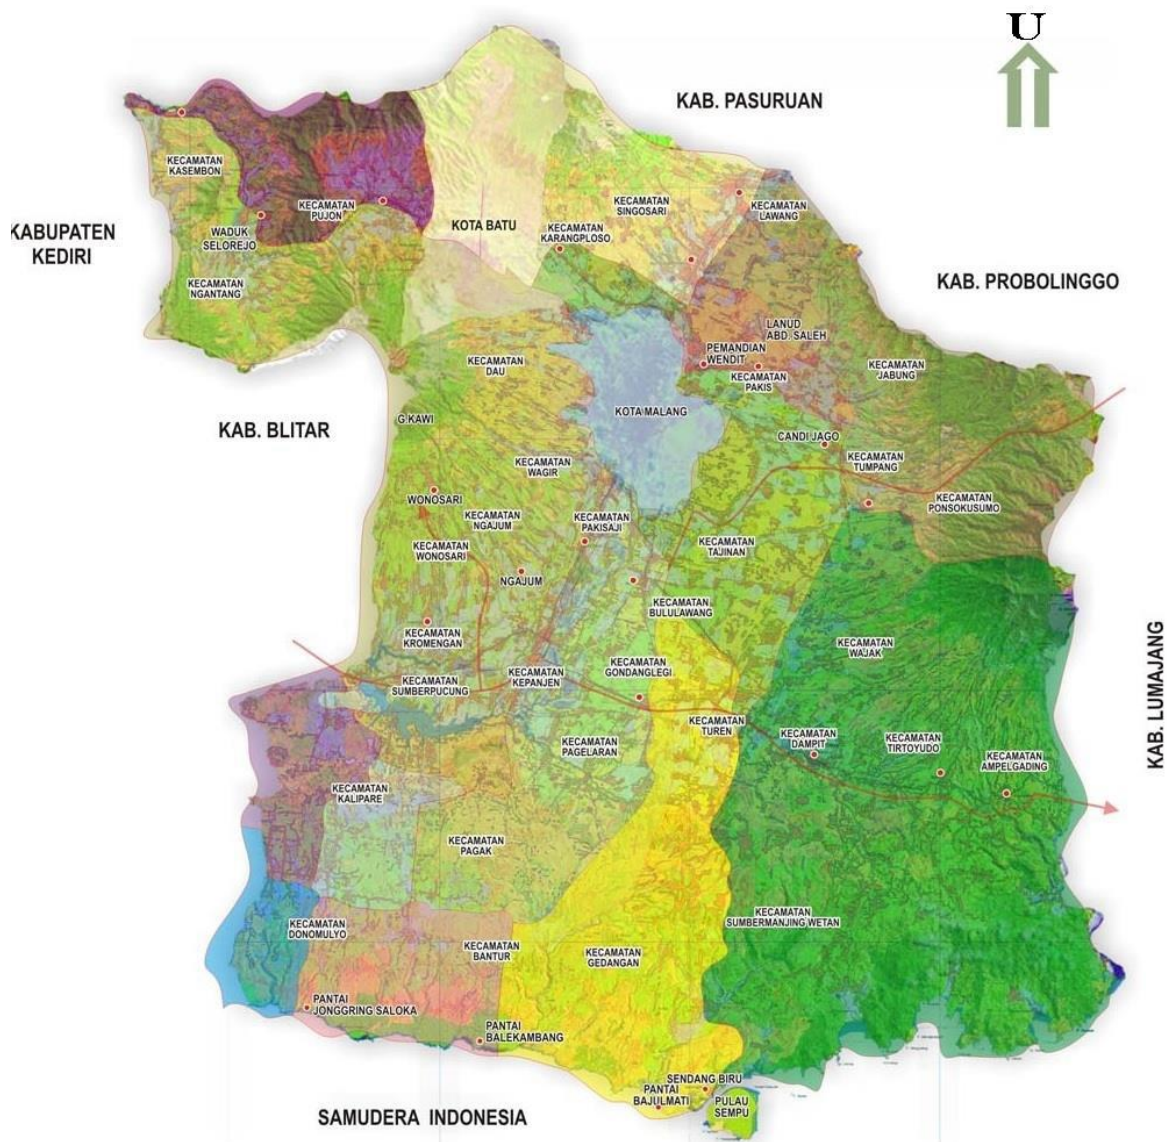 U
KAB. PASURUAN
KECAMATAN
KASEMBON
KECAMATAN
PUJON
WADUK
SELOREJO
KABUPATEN
KEDIRI
KECAMATAN
NGANTANG
KOTA BATU
KECAMATAN
SINGOSARI
KECAMATAN
KARANGPLOSO
KECAMATAN
LAWANG
KAB. PROBOLINGGO
LANUD
ABD. SALEH
PEMANDIAN
WENDIT
KECAMATAN
PAKIS
KECAMATAN
JABUNG
KECAMATAN
DAU
KOTA MALANG
G.KAWI
KAB. BLITAR
CANDI JAGO
KECAMATAN
TUMPANG
KECAMATAN
WAGIR
WONOSARI
KECAMATAN
PONSOKUSUMO
KECAMATAN
NGAJUM
KECAMATAN
PAKISAJI
KECAMATAN
TAJINAN
KECAMATAN
WONOSARI
NGAJUM
KECAMATAN
BULULAWANG
KECAMATAN
KROMENGAN
KECAMATAN
WAJAK
KECAMATAN
GONDANGLEGI
KECAMATAN
KEPANJEN
KECAMATAN
SUMBERPUCUNG
KAB. LUMAJANG
KECAMATAN
TUREN
KECAMATAN
DAMPIT
KECAMATAN
TIRTOYUDO
KECAMATAN
AMPELGADING
KECAMATAN
PAGELARAN
KECAMATAN
KALIPARE
KECAMATAN
PAGAK
KECAMATAN
SUMBERMANJING WETAN
KECAMATAN
DONOMULYO
KECAMATAN
BANTUR
KECAMATAN
GEDANGAN
PANTAI
JONGGRING SALOKA
PANTAI
BALEKAMBANG
SENDANG BIRU
PANTAI
BAJULMATI
PULAU
SEMPU
SAMUDERA INDONESIA